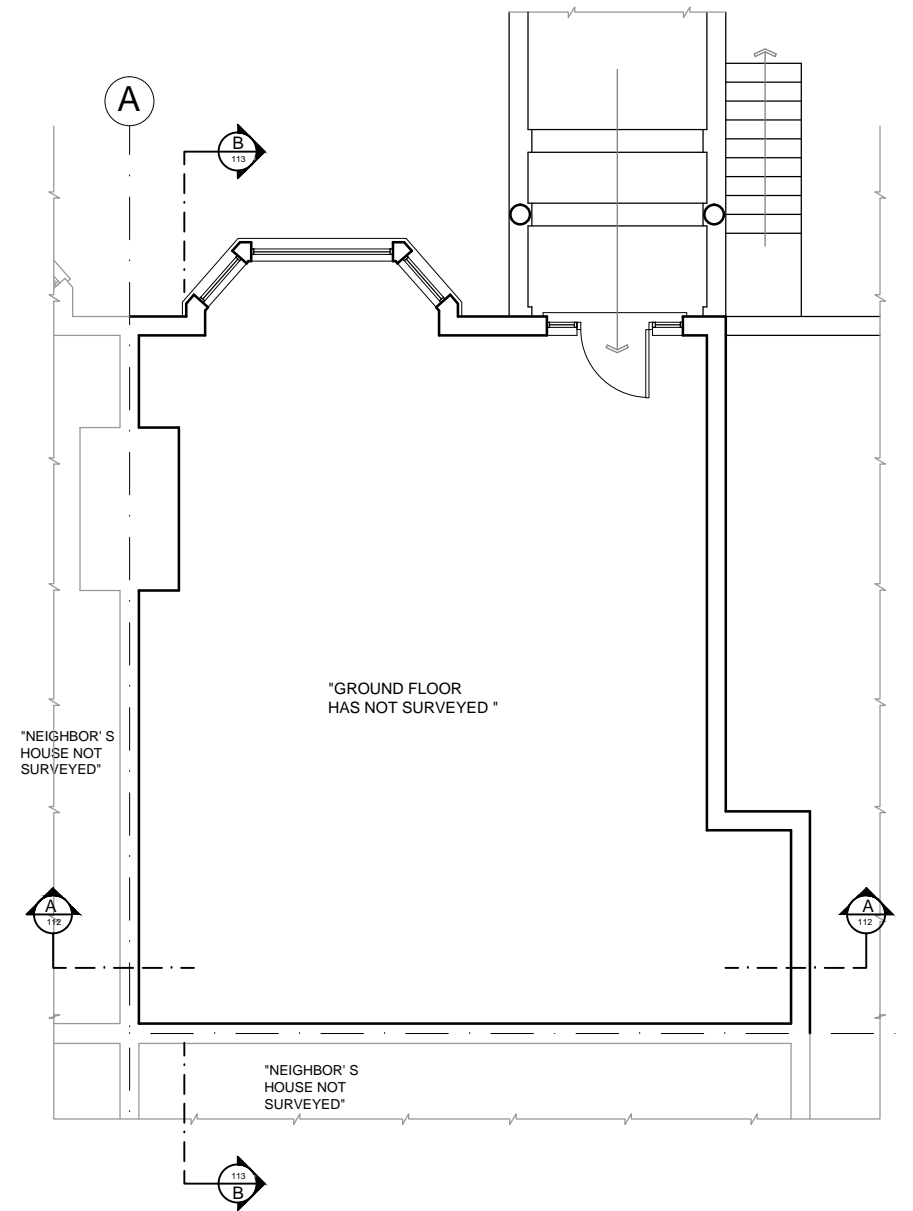 A
B
113
"GROUND FLOOR
HAS NOT SURVEYED "
"NEIGHBOR' S
HOUSE NOT
SURVEYED"
A
112
A
112
"NEIGHBOR' S
HOUSE NOT
SURVEYED"
113
B